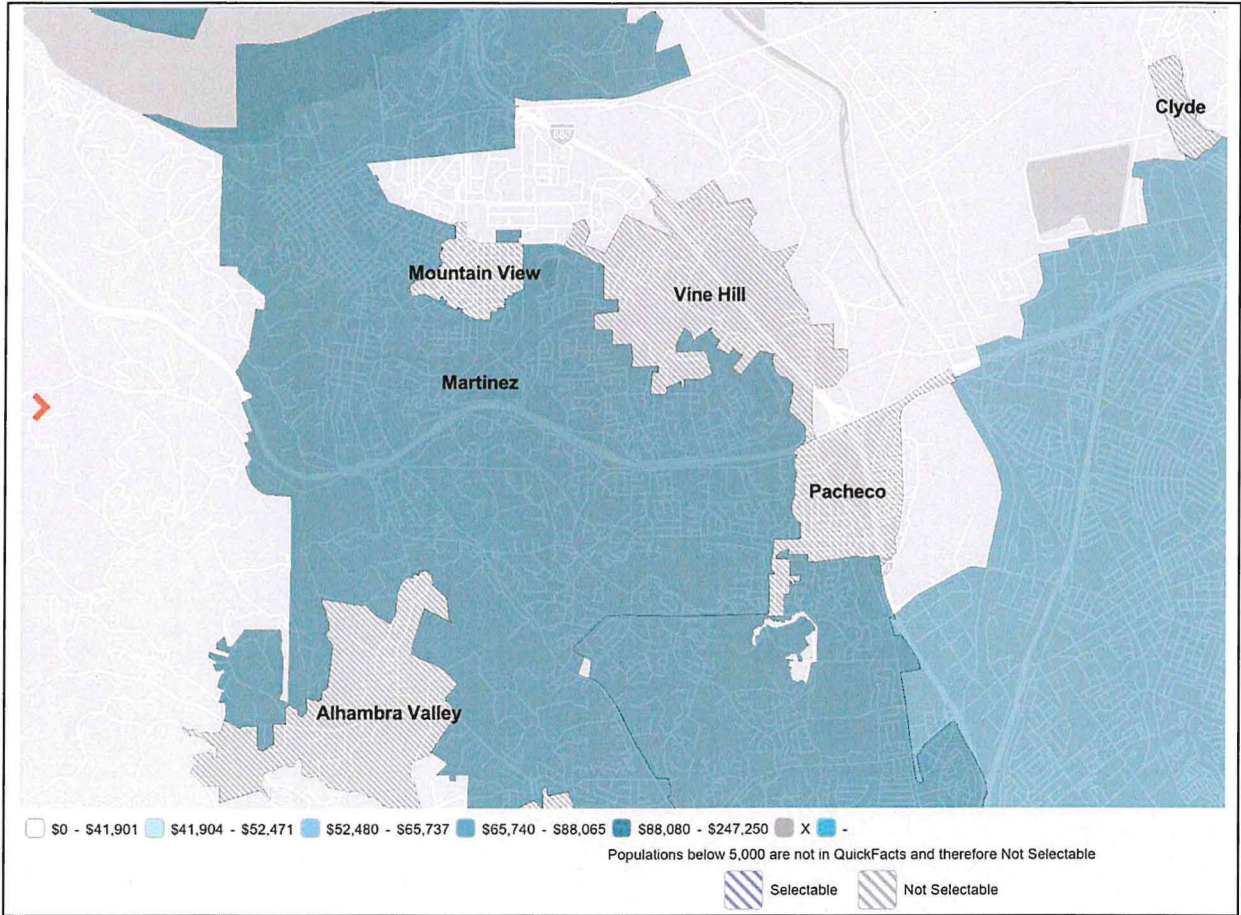 Clyde
680
Mountain View
Vine Hill
Martinez
Pacheco
Alhambra Valley
$0 - $41,901 $41,904 - $52,471 $52,480 - $65,737 $65,740 - $88,065 $88,080 - $247,250 X -
Populations below 5,000 are not in QuickFacts and therefore Not Selectable
Selectable Not Selectable